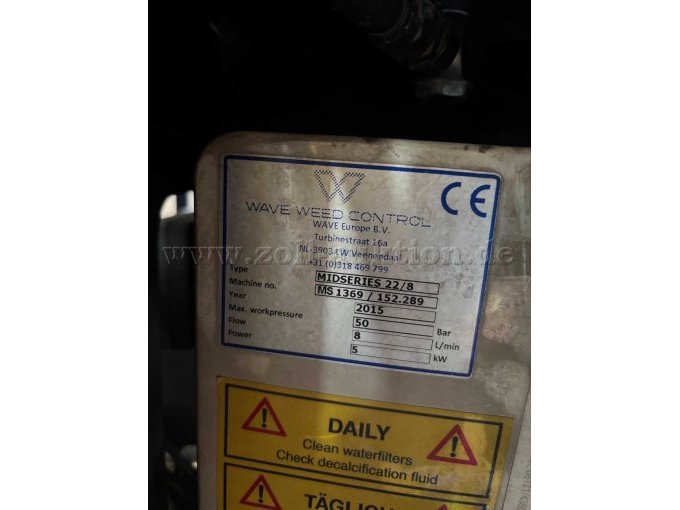 WAVE WEED CONTROL
CE
WAVE Europe B.V.
Turbinestraat 16a
NL-3903 LW Veenendaal
+31 (0)318 469 799
Type MIDSERIES 22/8
Machine no. MS 1369 / 152.289
Year 2015
Max. workpressure 50 Bar
Flow 8 L/min
Power 5 kW
www.zoll-auktion.de
DAILY
Clean waterfilters
Check decalcification fluid
TÄGLICH